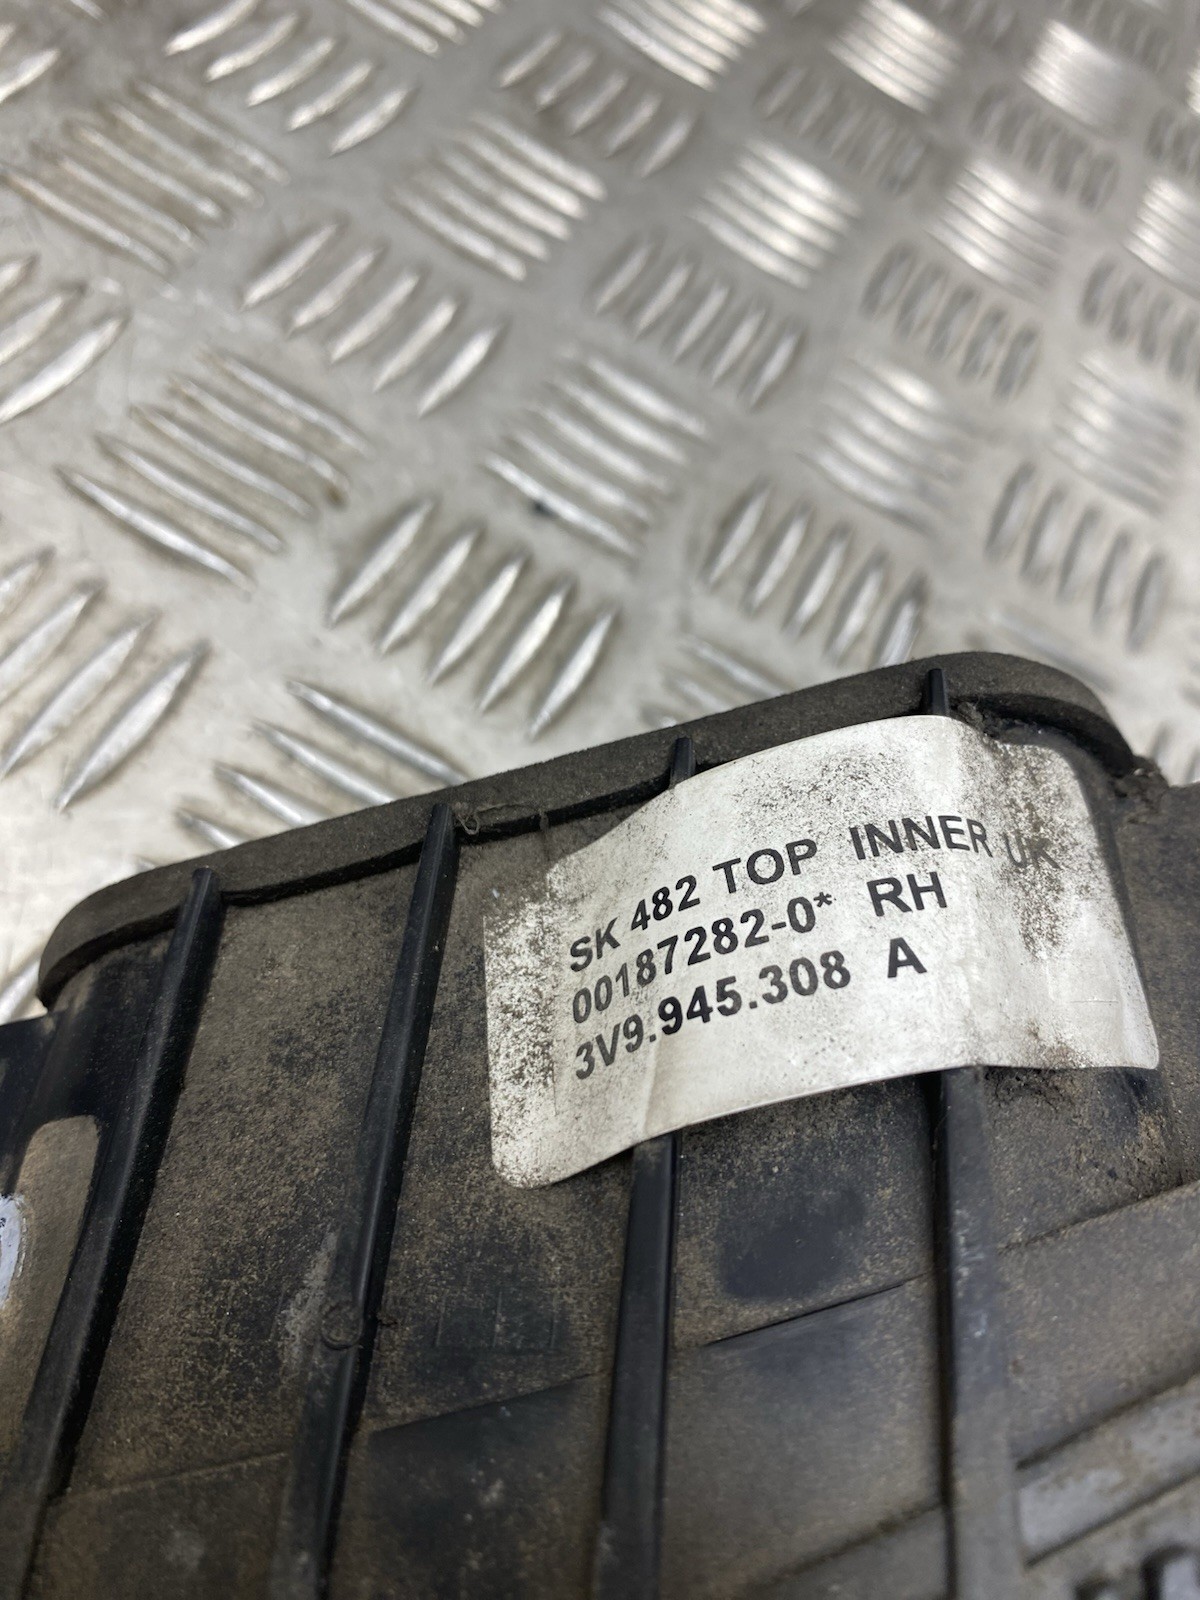 SK 482 TOP INNER UK
00187282-0* RH
3V9.945.308 A